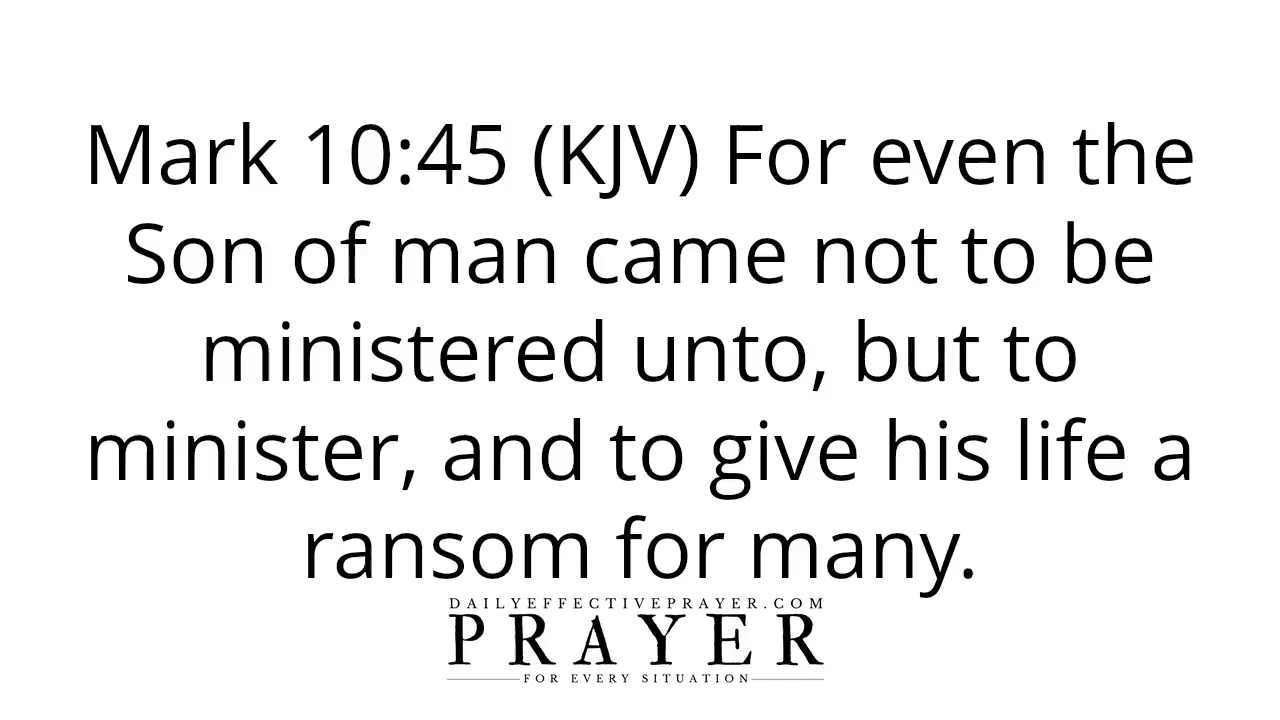 Mark 10:45 (KJV) For even the
Son of man came not to be
ministered unto, but to
minister, and to give his life a
ransom for many.
DAILYEFFECTIVEPRAYER.COM
PRAYER
FOR EVERY SITUATION